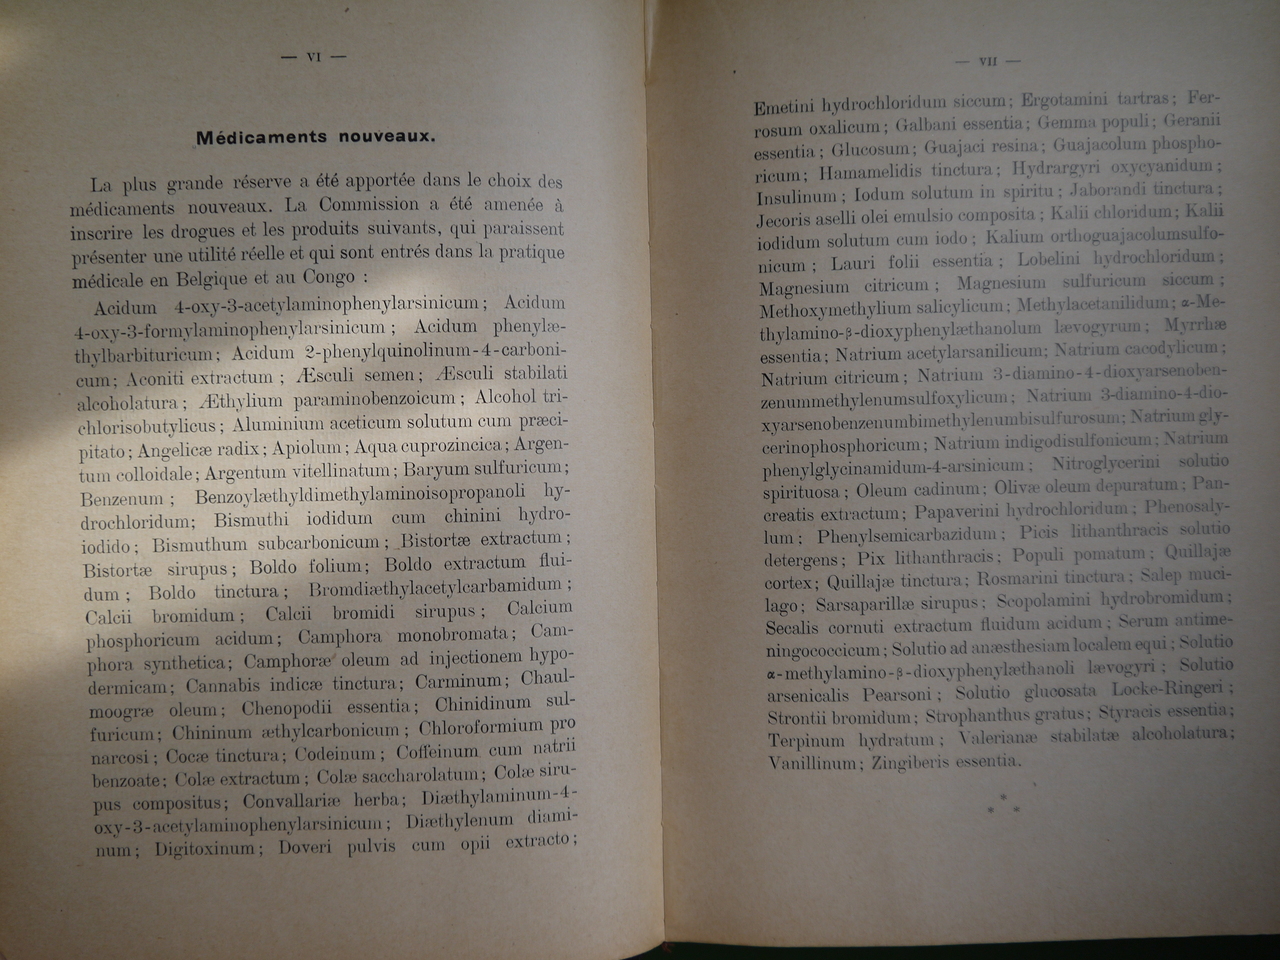 — VI —
Médicaments nouveaux.
La plus grande réserve a été apportée dans le choix des
médicaments nouveaux. La Commission a été amenée à
inscrire les drogues et les produits suivants, qui paraissent
présenter une utilité réelle et qui sont entrés dans la pratique
médicale en Belgique et au Congo :
Acidum 4-oxy-3-acetylaminophenylarsinicum ; Acidum
4-oxy-3-formylaminophenylarsinicum ; Acidum phenylæ-
thylbarbituricum ; Acidum 2-phenylquinolinum-4-carboni-
cum ; Aconiti extractum ; Æsculi semen ; Æsculi stabilati
alcoholatura ; Æthylium paraminobenzoicum ; Alcohol tri-
chlorisobutylicus ; Aluminium aceticum solutum cum præci-
pitato ; Angelicæ radix ; Apiolum ; Aqua cuprozincica ; Argen-
tum colloidale ; Argentum vitellinatum ; Baryum sulfuricum ;
Benzenum ; Benzoylæthyldimethylaminoisopropanoli hy-
drochloridum ; Bismuthi iodidum cum chinini hydro-
iodido ; Bismuthum subcarbonicum ; Bistortæ extractum ;
Bistortæ sirupus ; Boldo folium ; Boldo extractum flui-
dum ; Boldo tinctura ; Bromdiæthylacetylcarbamidum ;
Calcii bromidum ; Calcii bromidi sirupus ; Calcium
phosphoricum acidum ; Camphora monobromata ; Cam-
phora synthetica ; Camphoræ oleum ad injectionem hypo-
dermicam ; Cannabis indicæ tinctura ; Carminum ; Chaul-
moogræ oleum ; Chenopodii essentia ; Chinidinum sul-
furicum ; Chininum æthylcarbonicum ; Chloroformium pro
narcosi ; Cocæ tinctura ; Codeinum ; Coffeinum cum natrii
benzoate ; Colæ extractum ; Colæ saccharolatum ; Colæ siru-
pus compositus ; Convallariæ herba ; Diæthylaminum-4-
oxy-3-acetylaminophenylarsinicum ; Diæthylenum diami-
num ; Digitoxinum ; Doveri pulvis cum opii extracto ;
— VII —
Emetini hydrochloridum siccum ; Ergotamini tartras ; Fer-
rosum oxalicum ; Galbani essentia ; Gemma populi ; Geranii
essentia ; Glucosum ; Guajaci resina ; Guajacolum phospho-
ricum ; Hamamelidis tinctura ; Hydrargyri oxycyanidum ;
Insulinum ; Iodum solutum in spiritu ; Jaborandi tinctura ;
Jecoris aselli olei emulsio composita ; Kalii chloridum ; Kalii
iodidum solutum cum iodo ; Kalium orthoguajacolumsulfo-
nicum ; Lauri folii essentia ; Lobelini hydrochloridum ;
Magnesium citricum ; Magnesium sulfuricum siccum ;
Methoxymethylium salicylicum ; Methylacetanilidum ; α-Me-
thylamino-β-dioxyphenylæthanolum lævogyrum ; Myrrhæ
essentia ; Natrium acetylarsanilicum ; Natrium cacodylicum ;
Natrium citricum ; Natrium 3-diamino-4-dioxyarsenoben-
zenummethylenumsulfoxylicum ; Natrium 3-diamino-4-dio-
xyarsenobenzenumbimethylenumbisulfurosum ; Natrium gly-
cerinophosphoricum ; Natrium indigodisulfonicum ; Natrium
phenylglycinamidum-4-arsinicum ; Nitroglycerini solutio
spirituosa ; Oleum cadinum ; Olivæ oleum depuratum ; Pan-
creatis extractum ; Papaverini hydrochloridum ; Phenosaly-
lum ; Phenylsemicarbazidum ; Picis lithanthracis solutio
detergens ; Pix lithanthracis ; Populi pomatum ; Quillajæ
cortex ; Quillajæ tinctura ; Rosmarini tinctura ; Salep muci-
lago ; Sarsaparillæ sirupus ; Scopolamini hydrobromidum ;
Secalis cornuti extractum fluidum acidum ; Serum antime-
ningococcicum ; Solutio ad anæsthesiam localem equi ; Solutio
α-methylamino-β-dioxyphenylæthanoli lævogyri ; Solutio
arsenicalis Pearsoni ; Solutio glucosata Locke-Ringeri ;
Strontii bromidum ; Strophanthus gratus ; Styracis essentia ;
Terpinum hydratum ; Valerianæ stabilatæ alcoholatura ;
Vanillinum ; Zingiberis essentia.
*
* *